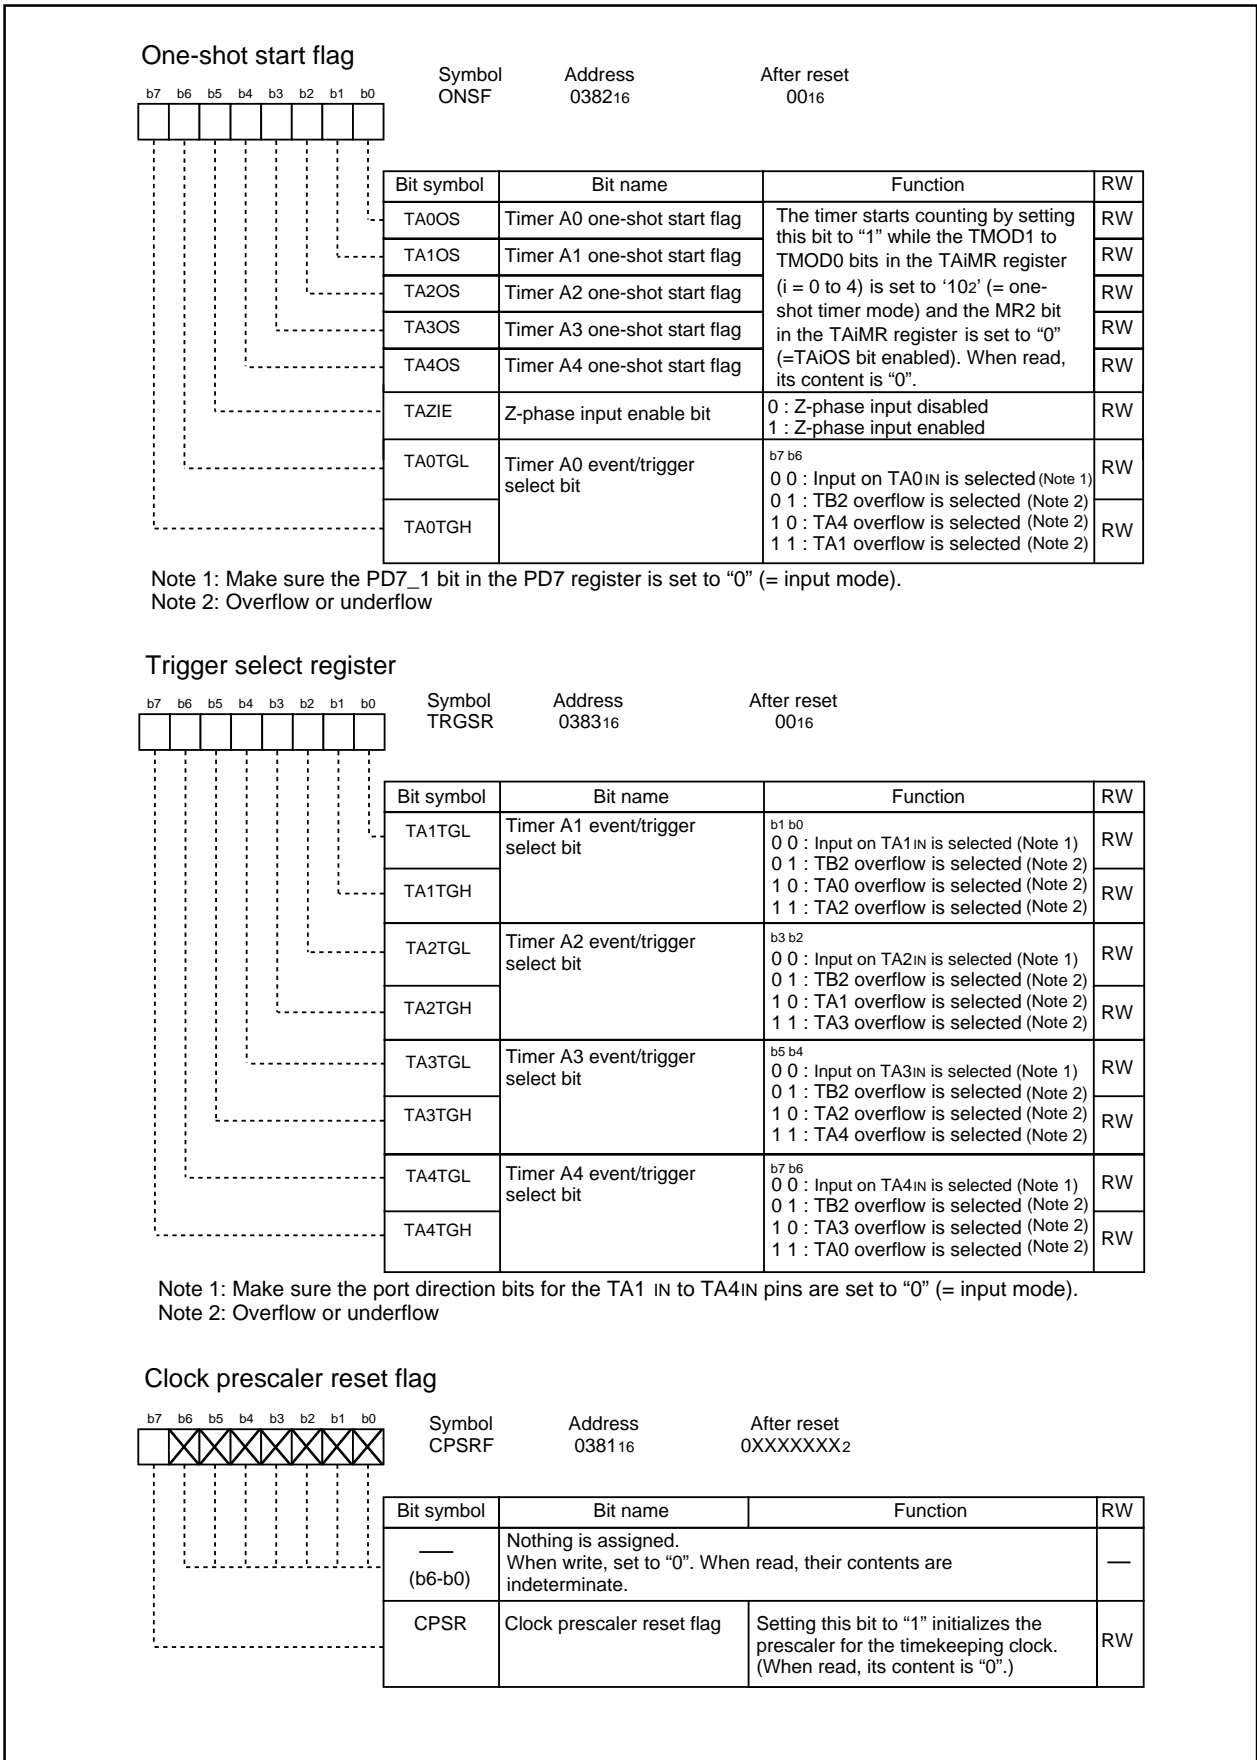 One-shot start flag
Symbol Address After reset
ONSF 038216 0016
b7 b6 b5 b4 b3 b2 b1 b0
Bit symbol Bit name Function RW
TA0OS Timer A0 one-shot start flag RW
TA1OS Timer A1 one-shot start flag RW
TA2OS Timer A2 one-shot start flag RW
TA3OS Timer A3 one-shot start flag RW
TA4OS Timer A4 one-shot start flag RW
The timer starts counting by setting
this bit to “1” while the TMOD1 to
TMOD0 bits in the TAiMR register
(i = 0 to 4) is set to ‘102’ (= one-
shot timer mode) and the MR2 bit
in the TAiMR register is set to “0”
(=TAiOS bit enabled). When read,
its content is “0”.
TAZIE Z-phase input enable bit RW
0 : Z-phase input disabled
1 : Z-phase input enabled
TA0TGL Timer A0 event/trigger RW
select bit
TA0TGH RW
b7 b6
0 0 : Input on TA0IN is selected (Note 1)
0 1 : TB2 overflow is selected (Note 2)
1 0 : TA4 overflow is selected (Note 2)
1 1 : TA1 overflow is selected (Note 2)
Note 1: Make sure the PD7_1 bit in the PD7 register is set to “0” (= input mode).
Note 2: Overflow or underflow
Trigger select register
Symbol Address After reset
TRGSR 038316 0016
b7 b6 b5 b4 b3 b2 b1 b0
Bit symbol Bit name Function RW
TA1TGL Timer A1 event/trigger RW
select bit
TA1TGH RW
b1 b0
0 0 : Input on TA1IN is selected (Note 1)
0 1 : TB2 overflow is selected (Note 2)
1 0 : TA0 overflow is selected (Note 2)
1 1 : TA2 overflow is selected (Note 2)
TA2TGL Timer A2 event/trigger RW
select bit
TA2TGH RW
b3 b2
0 0 : Input on TA2IN is selected (Note 1)
0 1 : TB2 overflow is selected (Note 2)
1 0 : TA1 overflow is selected (Note 2)
1 1 : TA3 overflow is selected (Note 2)
TA3TGL Timer A3 event/trigger RW
select bit
TA3TGH RW
b5 b4
0 0 : Input on TA3IN is selected (Note 1)
0 1 : TB2 overflow is selected (Note 2)
1 0 : TA2 overflow is selected (Note 2)
1 1 : TA4 overflow is selected (Note 2)
TA4TGL Timer A4 event/trigger RW
select bit
TA4TGH RW
b7 b6
0 0 : Input on TA4IN is selected (Note 1)
0 1 : TB2 overflow is selected (Note 2)
1 0 : TA3 overflow is selected (Note 2)
1 1 : TA0 overflow is selected (Note 2)
Note 1: Make sure the port direction bits for the TA1 IN to TA4IN pins are set to “0” (= input mode).
Note 2: Overflow or underflow
Clock prescaler reset flag
Symbol Address After reset
CPSRF 038116 0XXXXXXX2
b7 b6 b5 b4 b3 b2 b1 b0
Bit symbol Bit name Function RW
—
(b6-b0)
Nothing is assigned.
When write, set to “0”. When read, their contents are
indeterminate.
—
CPSR Clock prescaler reset flag RW
Setting this bit to “1” initializes the
prescaler for the timekeeping clock.
(When read, its content is “0”.)